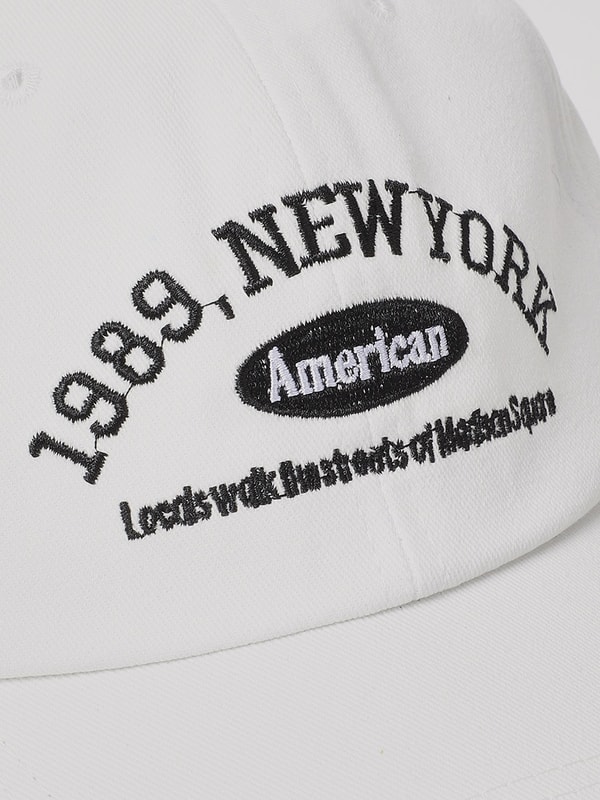 1989, NEW YORK
American
Locals walk the streets of Madison Square